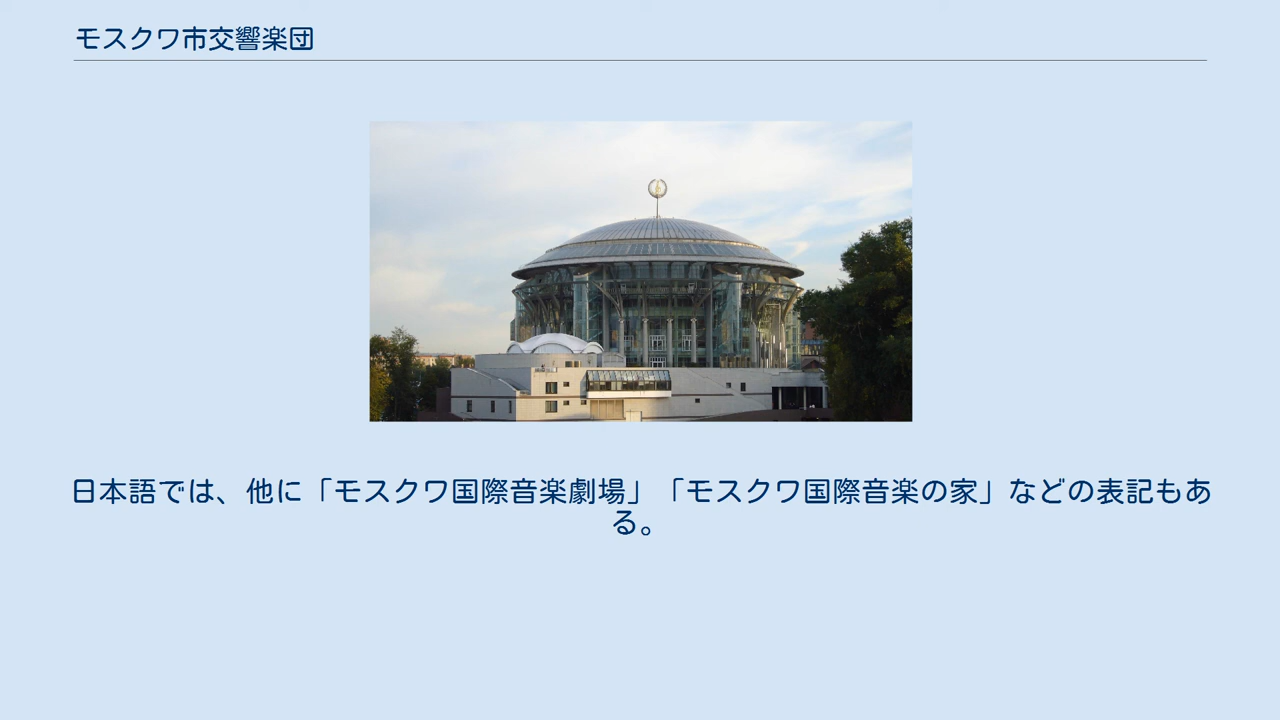 モスクワ市交響楽団
日本語では、他に「モスクワ国際音楽劇場」「モスクワ国際音楽の家」などの表記もあ
る。